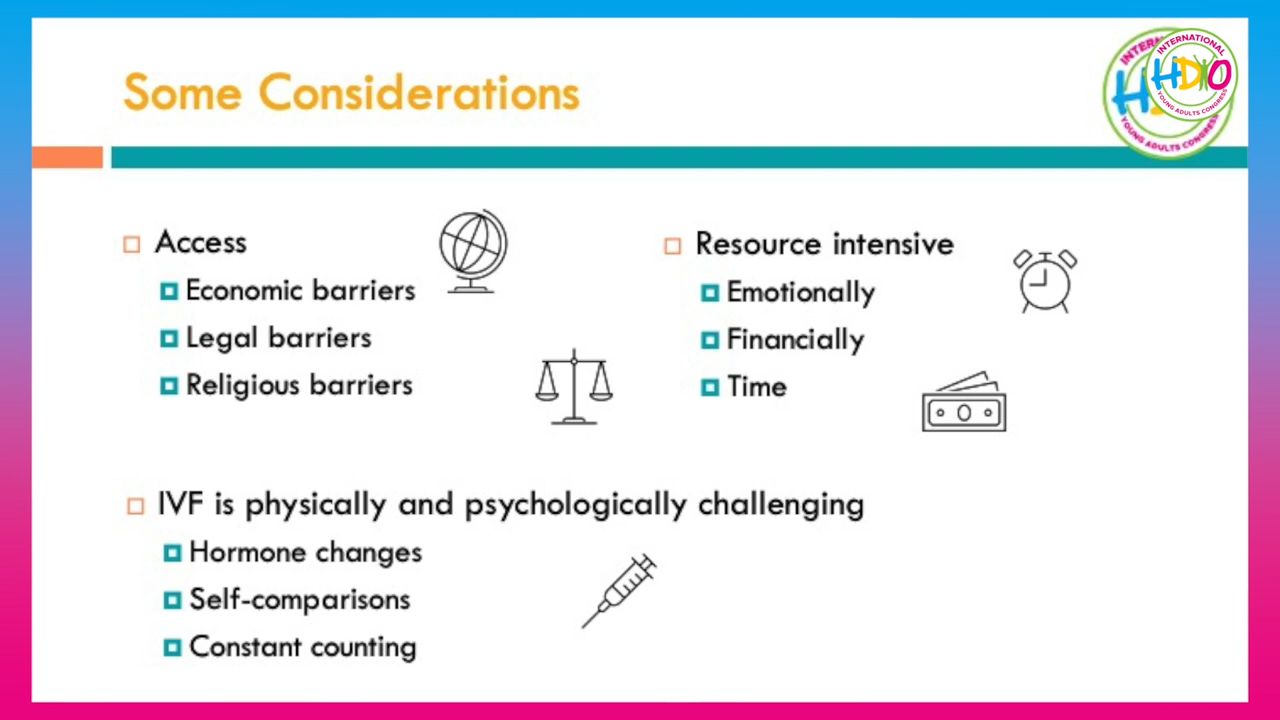 Some Considerations
INTERNATIONAL
HDYO
YOUNG ADULTS CONGRESS
Access
Economic barriers
Legal barriers
Religious barriers
Resource intensive
Emotionally
Financially
Time
IVF is physically and psychologically challenging
Hormone changes
Self-comparisons
Constant counting